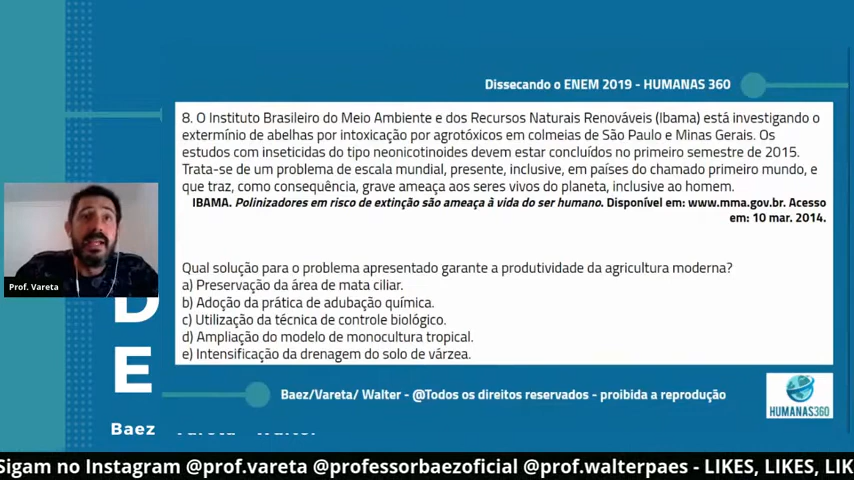 Dissecando o ENEM 2019 - HUMANAS 360
8. O Instituto Brasileiro do Meio Ambiente e dos Recursos Naturais Renováveis (Ibama) está investigando o
extermínio de abelhas por intoxicação por agrotóxicos em colmeias de São Paulo e Minas Gerais. Os
estudos com inseticidas do tipo neonicotinoides devem estar concluídos no primeiro semestre de 2015.
Trata-se de um problema de escala mundial, presente, inclusive, em países do chamado primeiro mundo, e
que traz, como consequência, grave ameaça aos seres vivos do planeta, inclusive ao homem.
IBAMA. Polinizadores em risco de extinção são ameaça à vida do ser humano. Disponível em: www.mma.gov.br. Acesso
em: 10 mar. 2014.
Qual solução para o problema apresentado garante a produtividade da agricultura moderna?
a) Preservação da área de mata ciliar.
b) Adoção da prática de adubação química.
c) Utilização da técnica de controle biológico.
d) Ampliação do modelo de monocultura tropical.
e) Intensificação da drenagem do solo de várzea.
Prof. Vareta
D
E
Baez/Vareta/ Walter - @Todos os direitos reservados - proibida a reprodução
HUMANAS360
Baez
Sigam no Instagram @prof.vareta @professorbaezoficial @prof.walterpaes - LIKES, LIKES, LIK